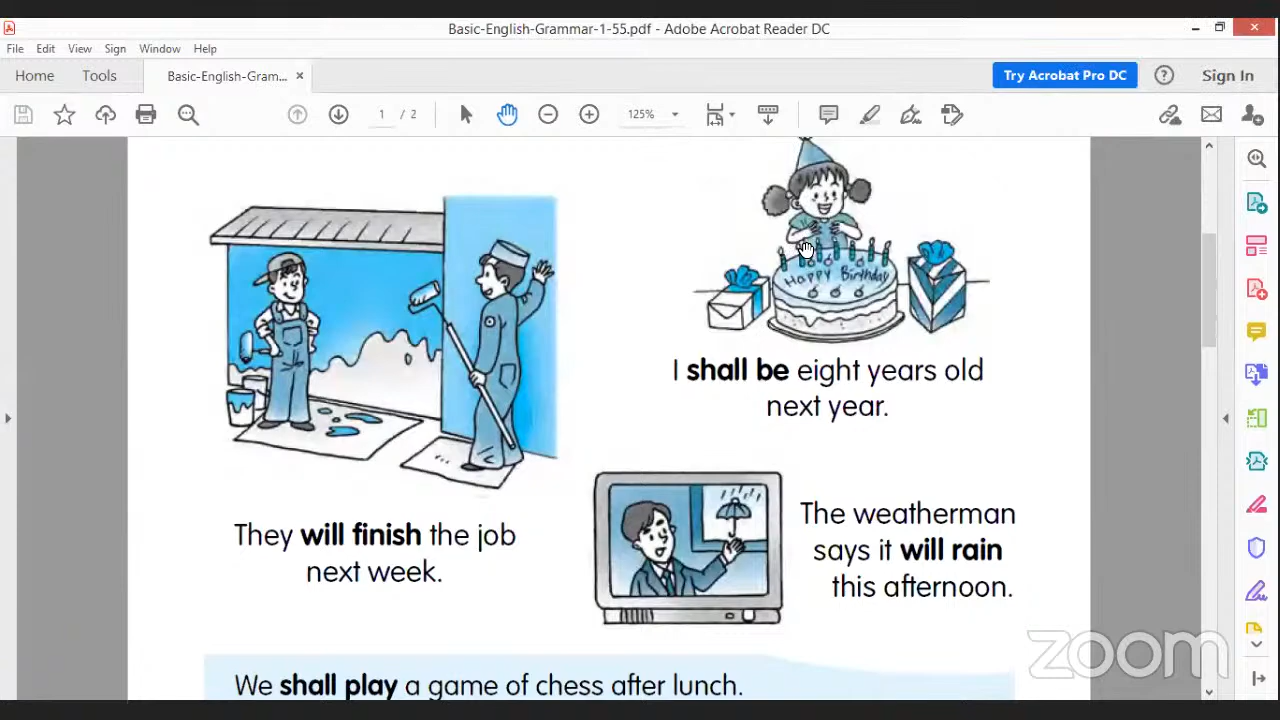 Basic-English-Grammar-1-55.pdf - Adobe Acrobat Reader DC
File Edit View Sign Window Help
Home Tools Basic-English-Gram... × Try Acrobat Pro DC Sign In
1 / 2 125%
Happy Birthday
I shall be eight years old
next year.
They will finish the job
next week.
The weatherman
says it will rain
this afternoon.
zoom
We shall play a game of chess after lunch.